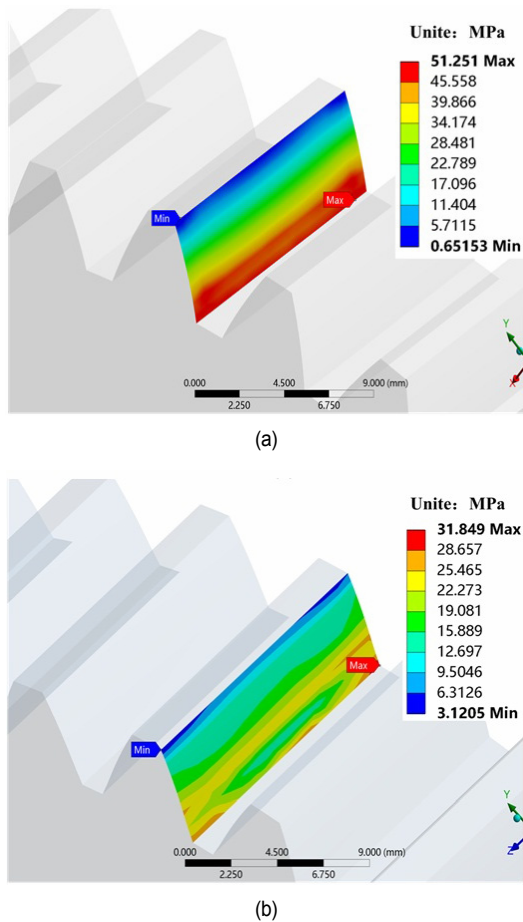 Unite：MPa
51.251 Max
45.558
39.866
34.174
28.481
22.789
17.096
11.404
5.7115
0.65153 Min
Min
Max
Y
X
0.000 4.500 9.000 (mm)
2.250 6.750
(a)
Unite：MPa
31.849 Max
28.657
25.465
22.273
19.081
15.889
12.697
9.5046
6.3126
3.1205 Min
Max
Min
Y
Z
0.000 4.500 9.000 (mm)
2.250 6.750
(b)